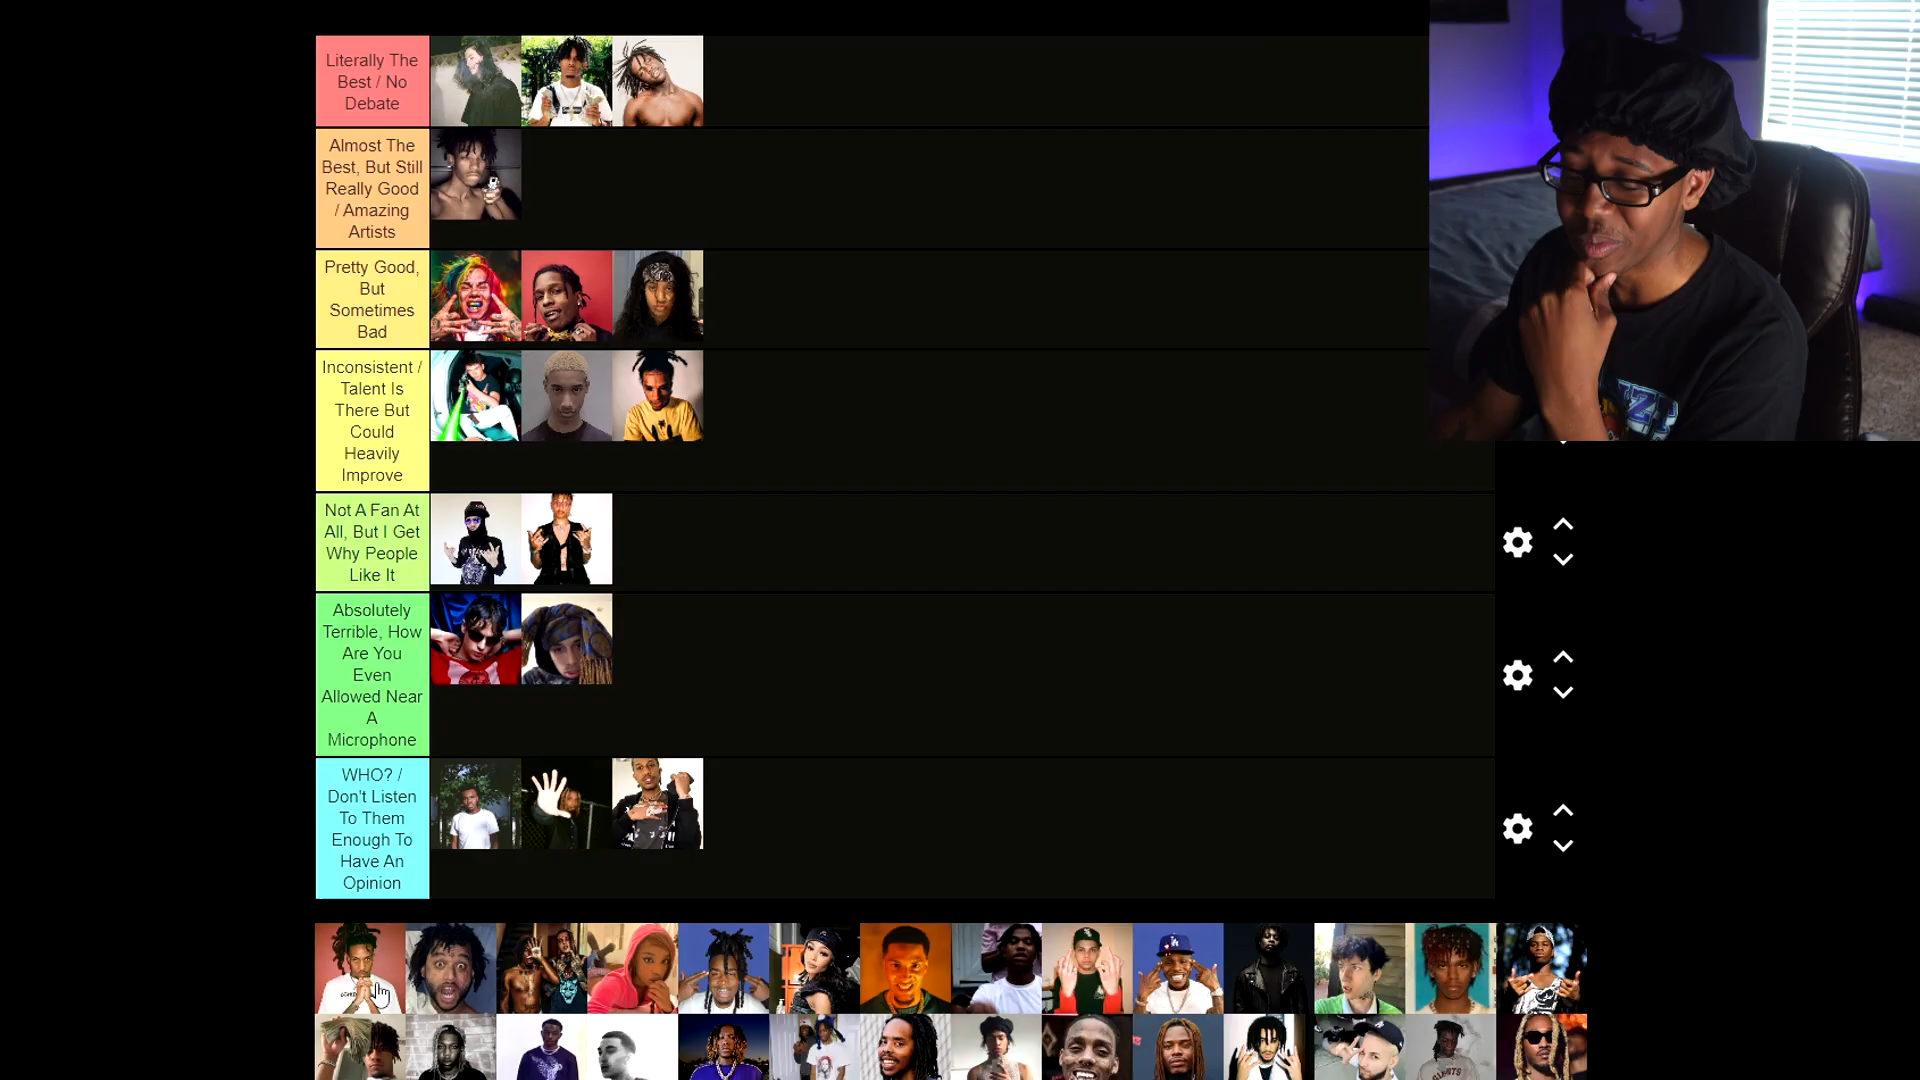 Literally The
Best / No
Debate
Almost The
Best, But Still
Really Good
/ Amazing
Artists
Pretty Good,
But
Sometimes
Bad
Inconsistent /
Talent Is
There But
Could
Heavily
Improve
Not A Fan At
All, But I Get
Why People
Like It
Absolutely
Terrible, How
Are You
Even
Allowed Near
A
Microphone
WHO? /
Don't Listen
To Them
Enough To
Have An
Opinion